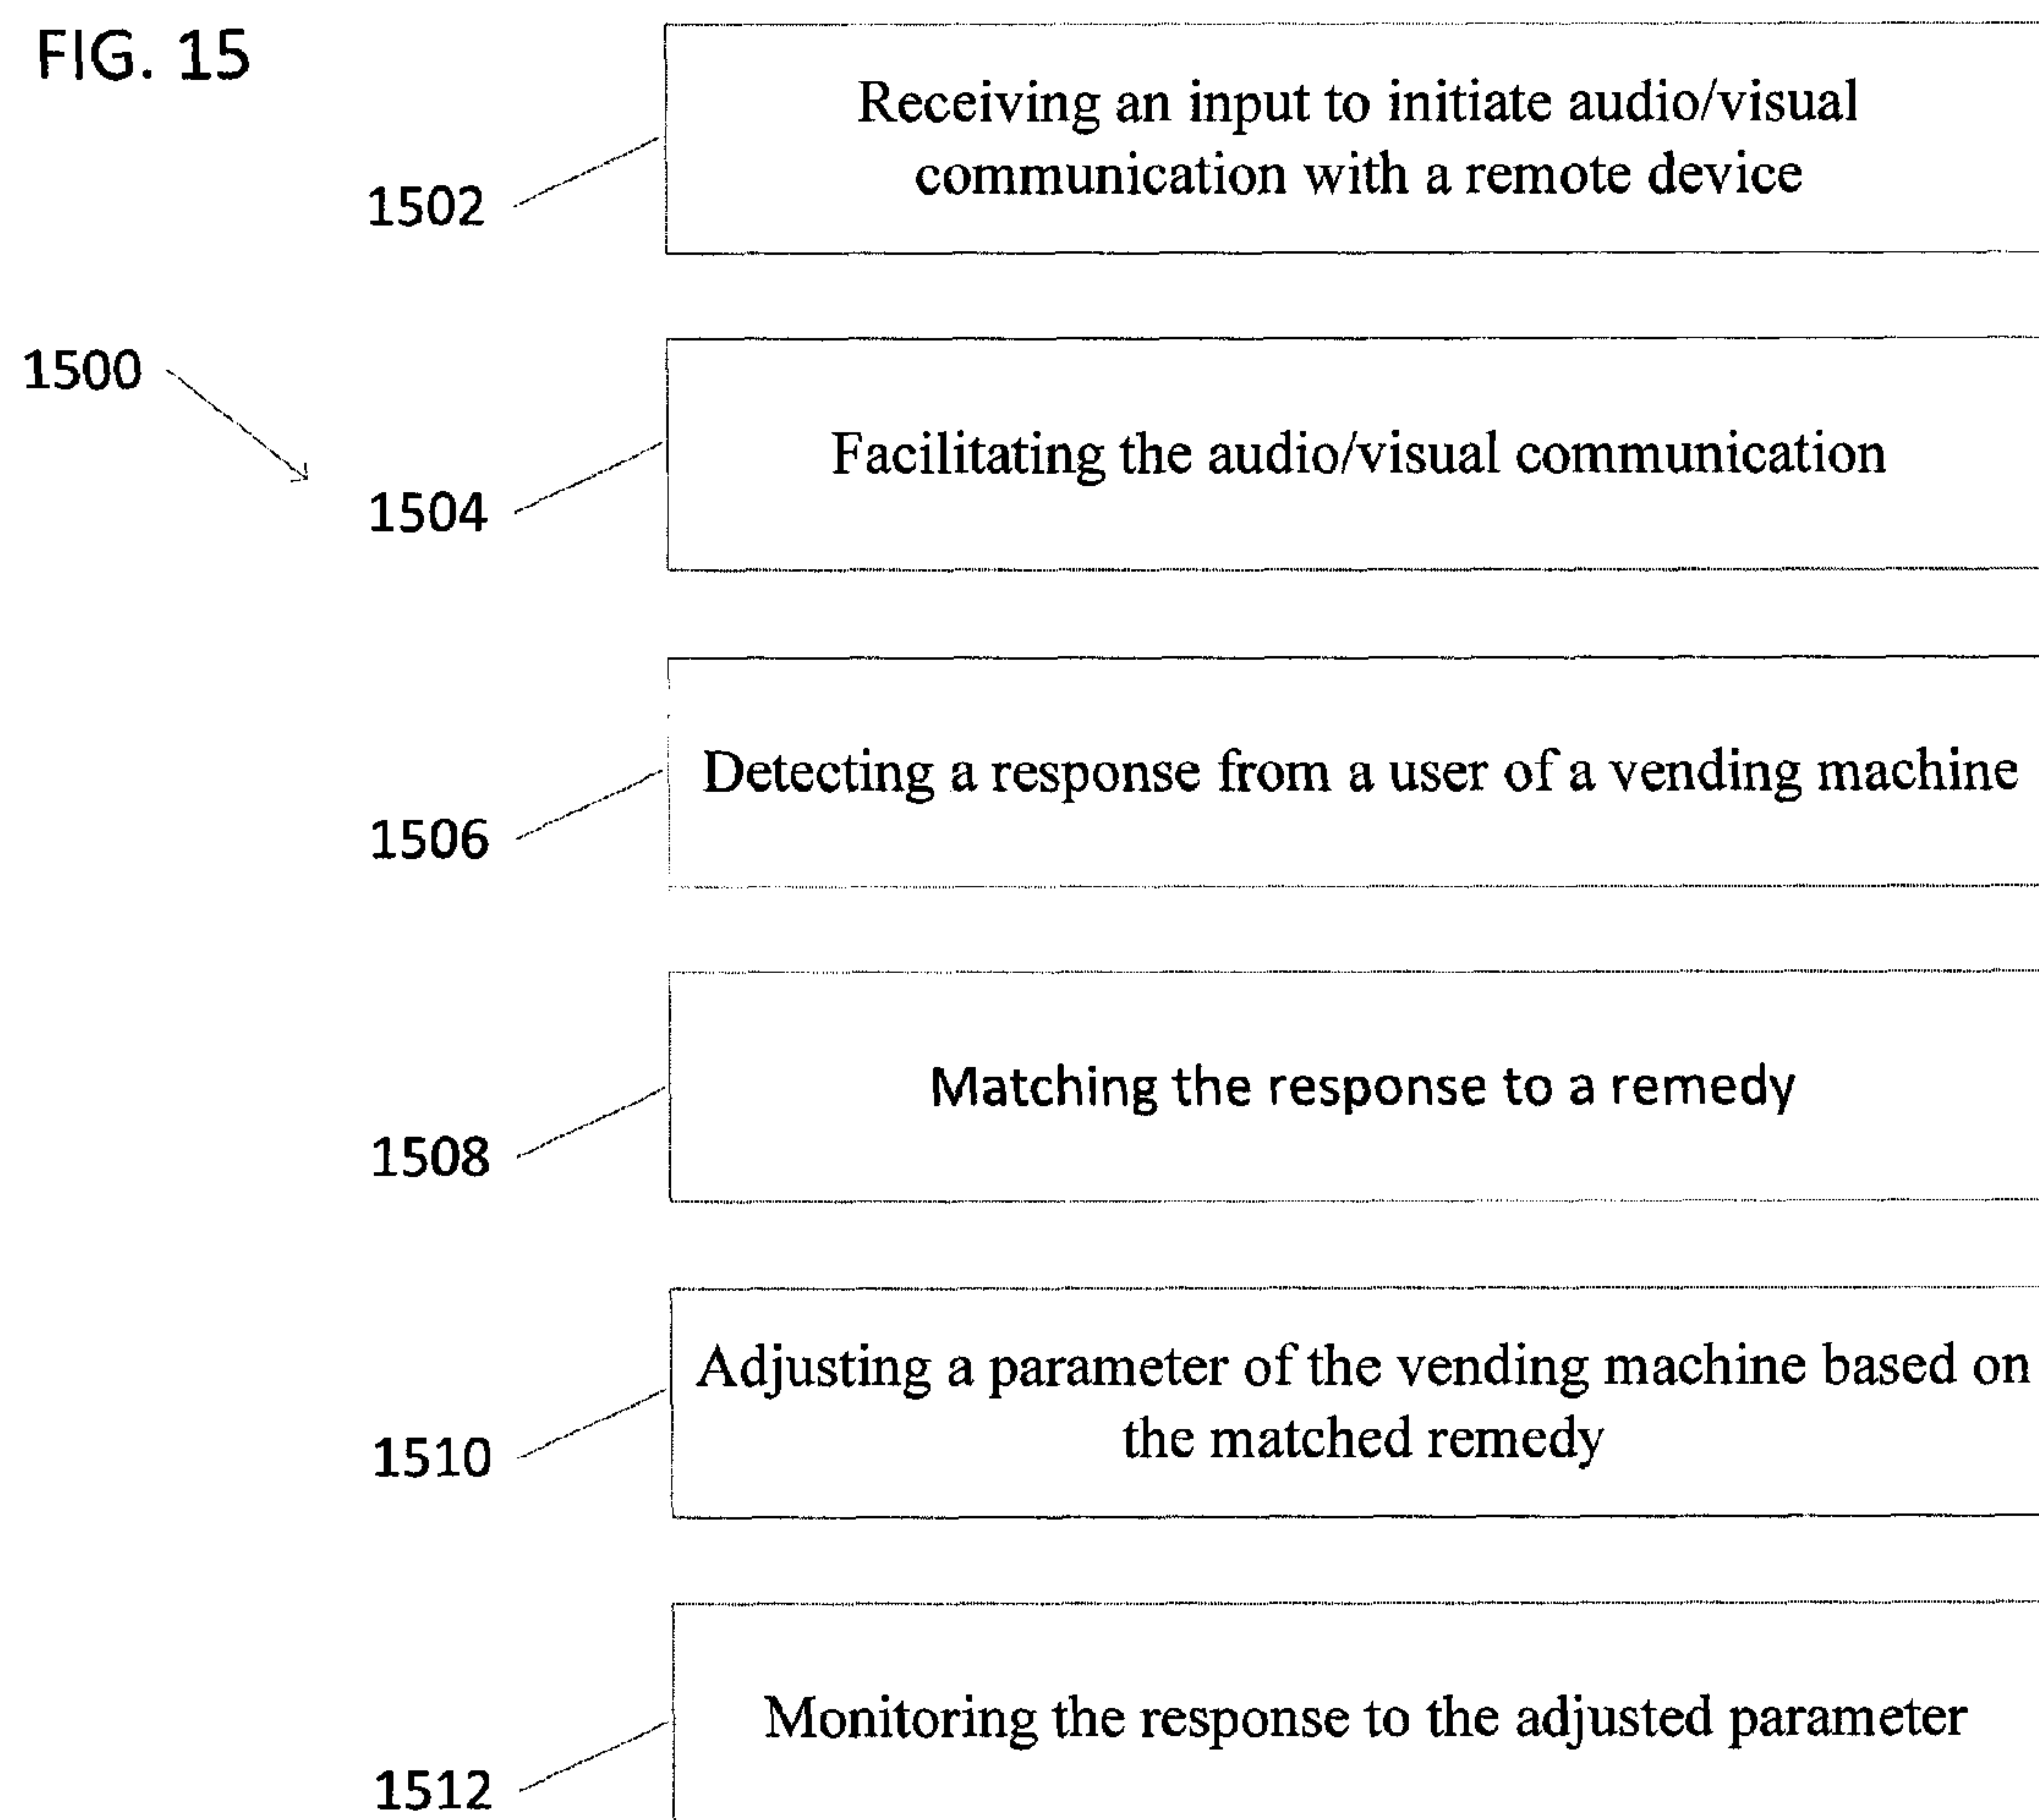 FIG. 15
Receiving an input to initiate audio/visual
communication with a remote device
1502
1500
Facilitating the audio/visual communication
1504
Detecting a response from a user of a vending machine
1506
Matching the response to a remedy
1508
Adjusting a parameter of the vending machine based on
the matched remedy
1510
Monitoring the response to the adjusted parameter
1512